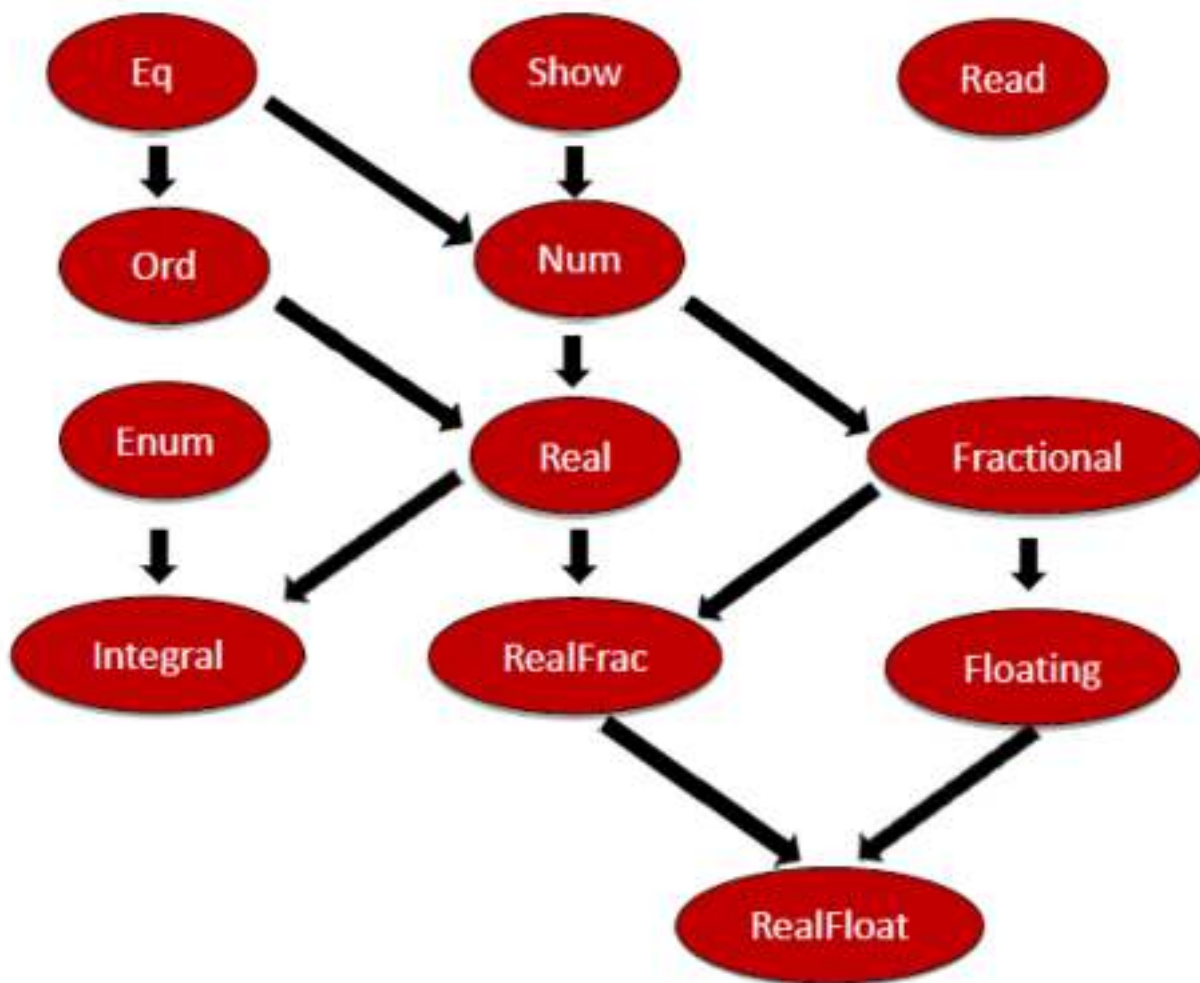 Eq
Show
Read
Ord
Num
Enum
Real
Fractional
Integral
RealFrac
Floating
RealFloat